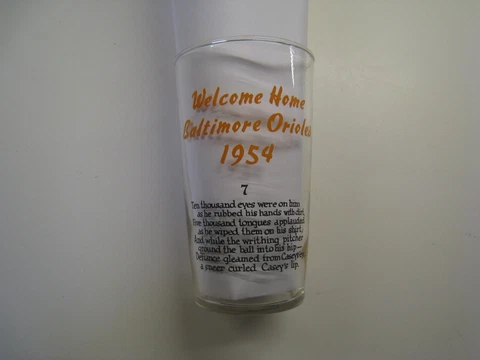 Welcome Home
Baltimore Orioles
1954
7
Ten thousand eyes were on him
as he rubbed his hands with dirt,
Five thousand tongues applauded
as he wiped them on his shirt,
And while the writhing pitcher
ground the ball into his hip—
Defiance gleamed from Casey's eye
a sneer curled Casey's lip.